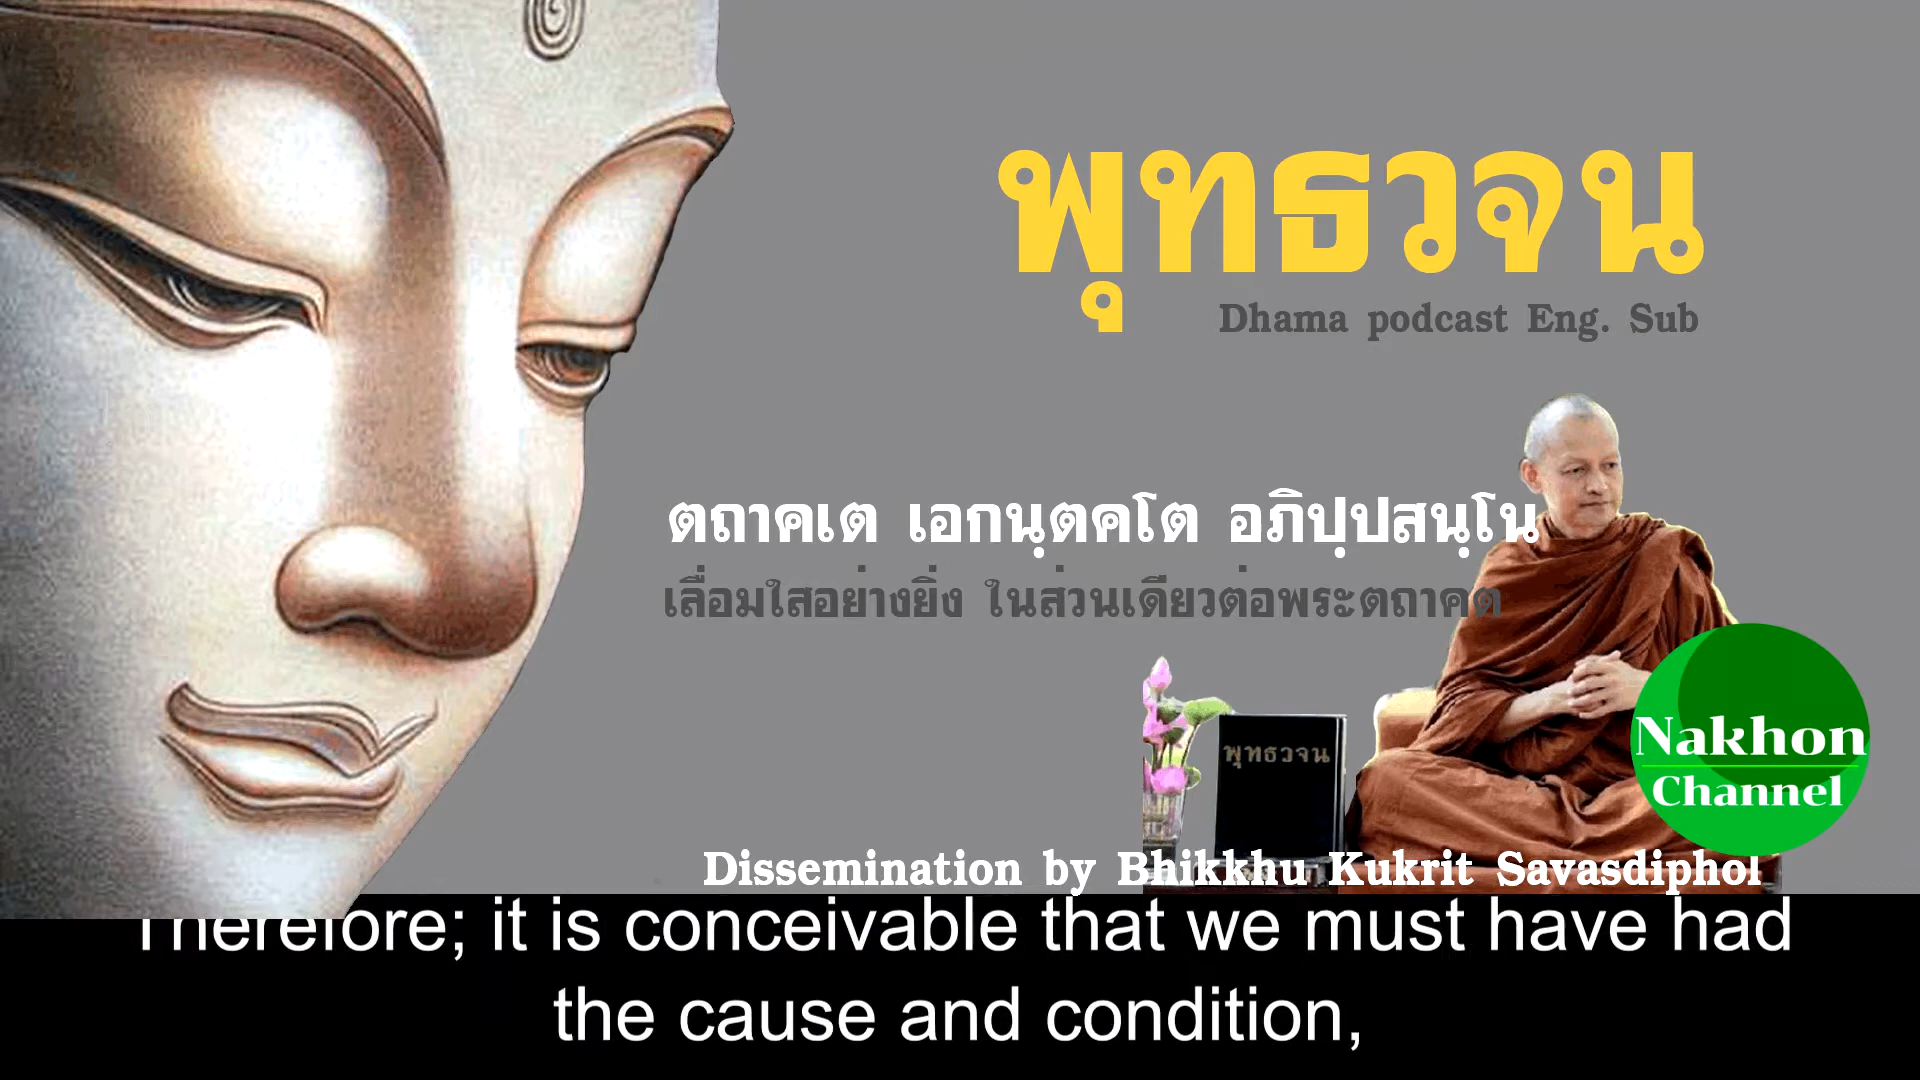 พุทธวจน
Dhama podcast Eng. Sub
ตถาคเต เอกนฺตคโต อภิปฺปสนฺโน
เลื่อมใสอย่างยิ่ง ในส่วนเดียวต่อพระตถาคต
พุทธวจน
Nakhon
Channel
Dissemination by Bhikkhu Kukrit Savasdiphol
Therefore; it is conceivable that we must have had
the cause and condition,